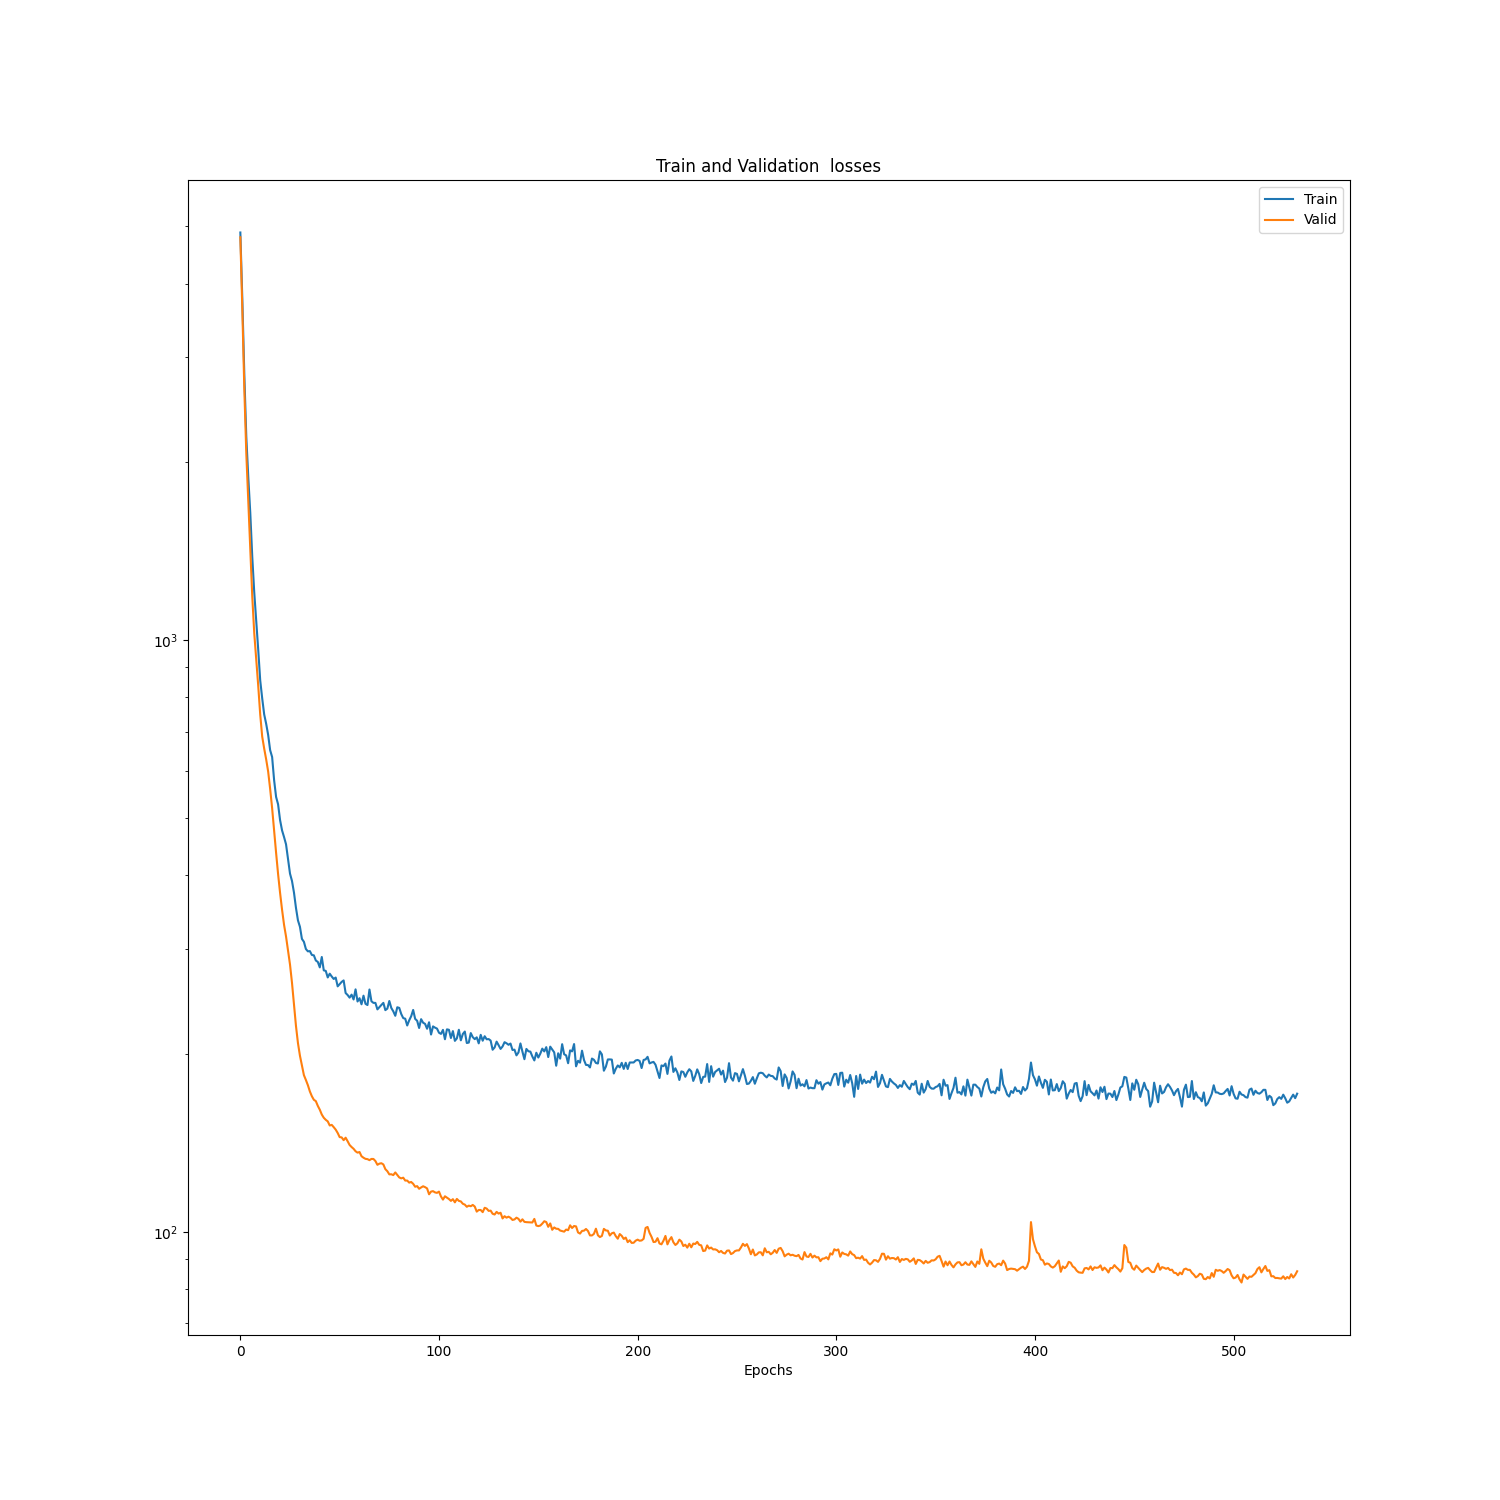 Train and Validation  losses
Train
Valid
10³
10²
0 100 200 300 400 500
Epochs